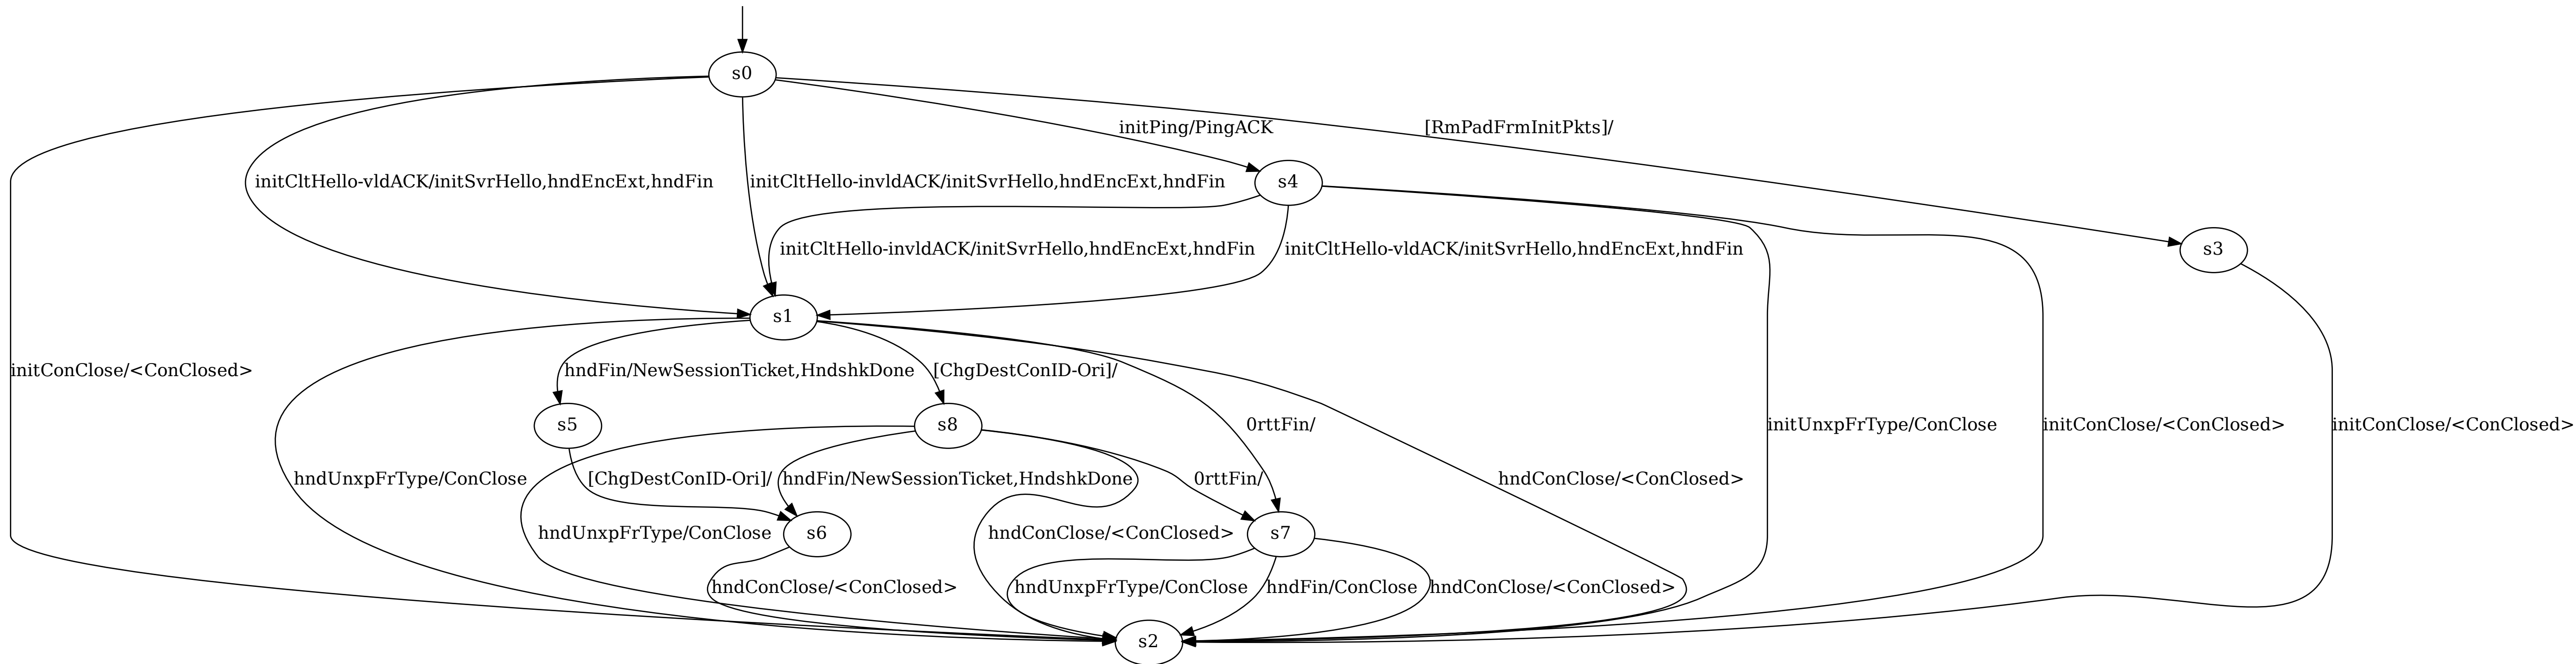 s0
initPing/PingACK
[RmPadFrmInitPkts]/
initCltHello-vldACK/initSvrHello,hndEncExt,hndFin
initCltHello-invldACK/initSvrHello,hndEncExt,hndFin
s4
initCltHello-invldACK/initSvrHello,hndEncExt,hndFin
initCltHello-vldACK/initSvrHello,hndEncExt,hndFin
s3
s1
initConClose/<ConClosed>
hndFin/NewSessionTicket,HndshkDone
[ChgDestConID-Ori]/
s5
s8
0rttFin/
initUnxpFrType/ConClose
initConClose/<ConClosed>
initConClose/<ConClosed>
hndUnxpFrType/ConClose
[ChgDestConID-Ori]/
hndFin/NewSessionTicket,HndshkDone
0rttFin/
hndConClose/<ConClosed>
hndUnxpFrType/ConClose
s6
hndConClose/<ConClosed>
s7
hndConClose/<ConClosed>
hndUnxpFrType/ConClose
hndFin/ConClose
hndConClose/<ConClosed>
s2